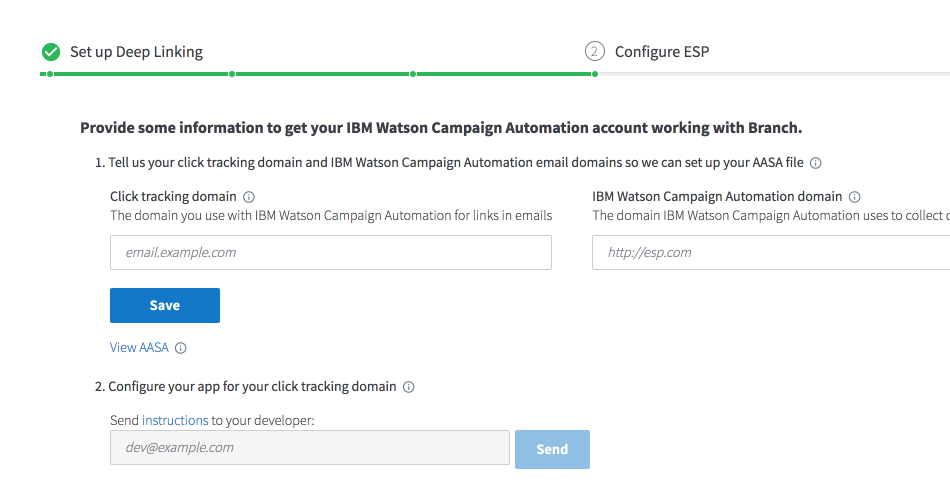 Set up Deep Linking
2 Configure ESP
Provide some information to get your IBM Watson Campaign Automation account working with Branch.
1. Tell us your click tracking domain and IBM Watson Campaign Automation email domains so we can set up your AASA file
Click tracking domain
The domain you use with IBM Watson Campaign Automation for links in emails
email.example.com
IBM Watson Campaign Automation domain
The domain IBM Watson Campaign Automation uses to collect
http://esp.com
Save
View AASA
2. Configure your app for your click tracking domain
Send instructions to your developer:
dev@example.com
Send